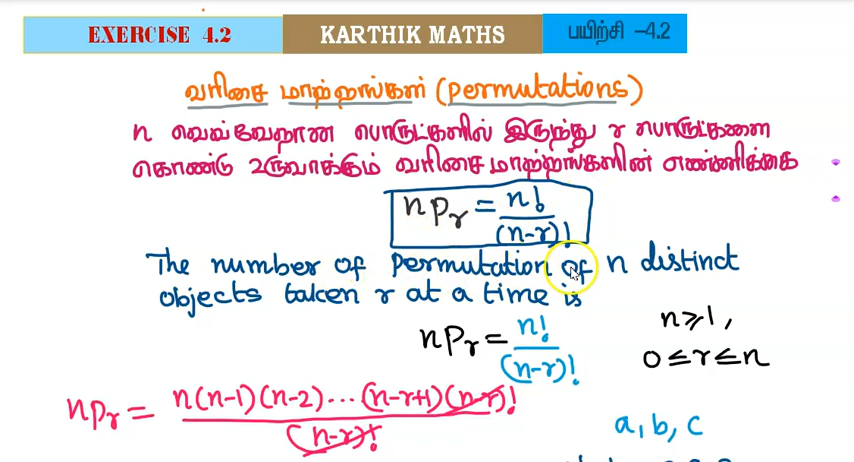 EXERCISE 4.2 KARTHIK MATHS பயிற்சி -4.2
வரிசை மாற்றங்கள் (permutations)
n வெவ்வேறான பொருட்களில் இருந்து r பொருட்களை
கொண்டு உருவாக்கும் வரிசை மாற்றங்களின் எண்ணிக்கை
nPr = n!/(n-r)!
The number of permutation of n distinct
objects taken r at a time is
nPr = n!/(n-r)! n≥1,
0≤r≤n
nPr = n(n-1)(n-2)...(n-r+1)(n-r)!/(n-r)!
a, b, c